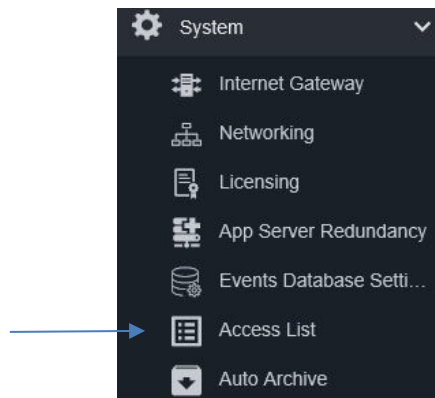 System
Internet Gateway
Networking
Licensing
App Server Redundancy
Events Database Setti...
Access List
Auto Archive